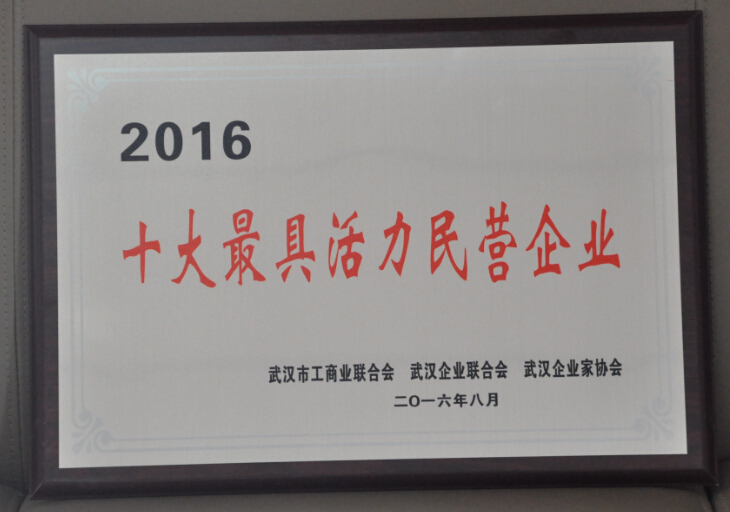 2016
十大最具活力民营企业
武汉市工商业联合会 武汉企业联合会 武汉企业家协会
二〇一六年八月